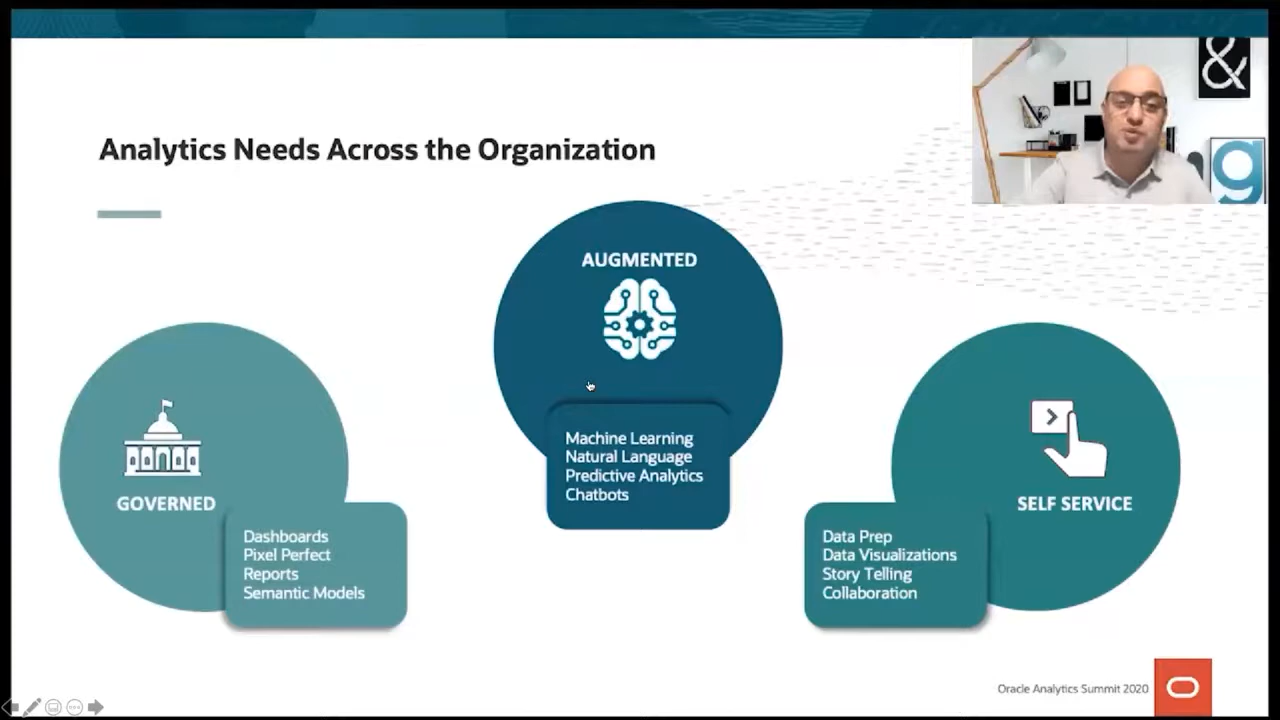 Analytics Needs Across the Organization
AUGMENTED
Machine Learning
Natural Language
Predictive Analytics
Chatbots
GOVERNED
Dashboards
Pixel Perfect
Reports
Semantic Models
SELF SERVICE
Data Prep
Data Visualizations
Story Telling
Collaboration
Oracle Analytics Summit 2020
&
g